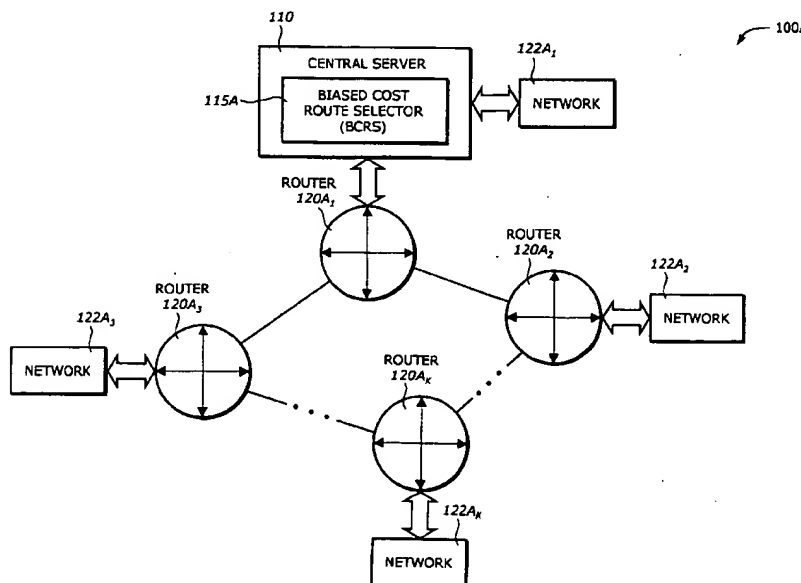 110
100A
CENTRAL SERVER
122A₁
115A
BIASED COST
ROUTE SELECTOR
(BCRS)
NETWORK
ROUTER
120A₁
ROUTER
120A₂
122A₂
NETWORK
ROUTER
120A₃
122A₃
NETWORK
ROUTER
120Aₖ
122Aₖ
NETWORK